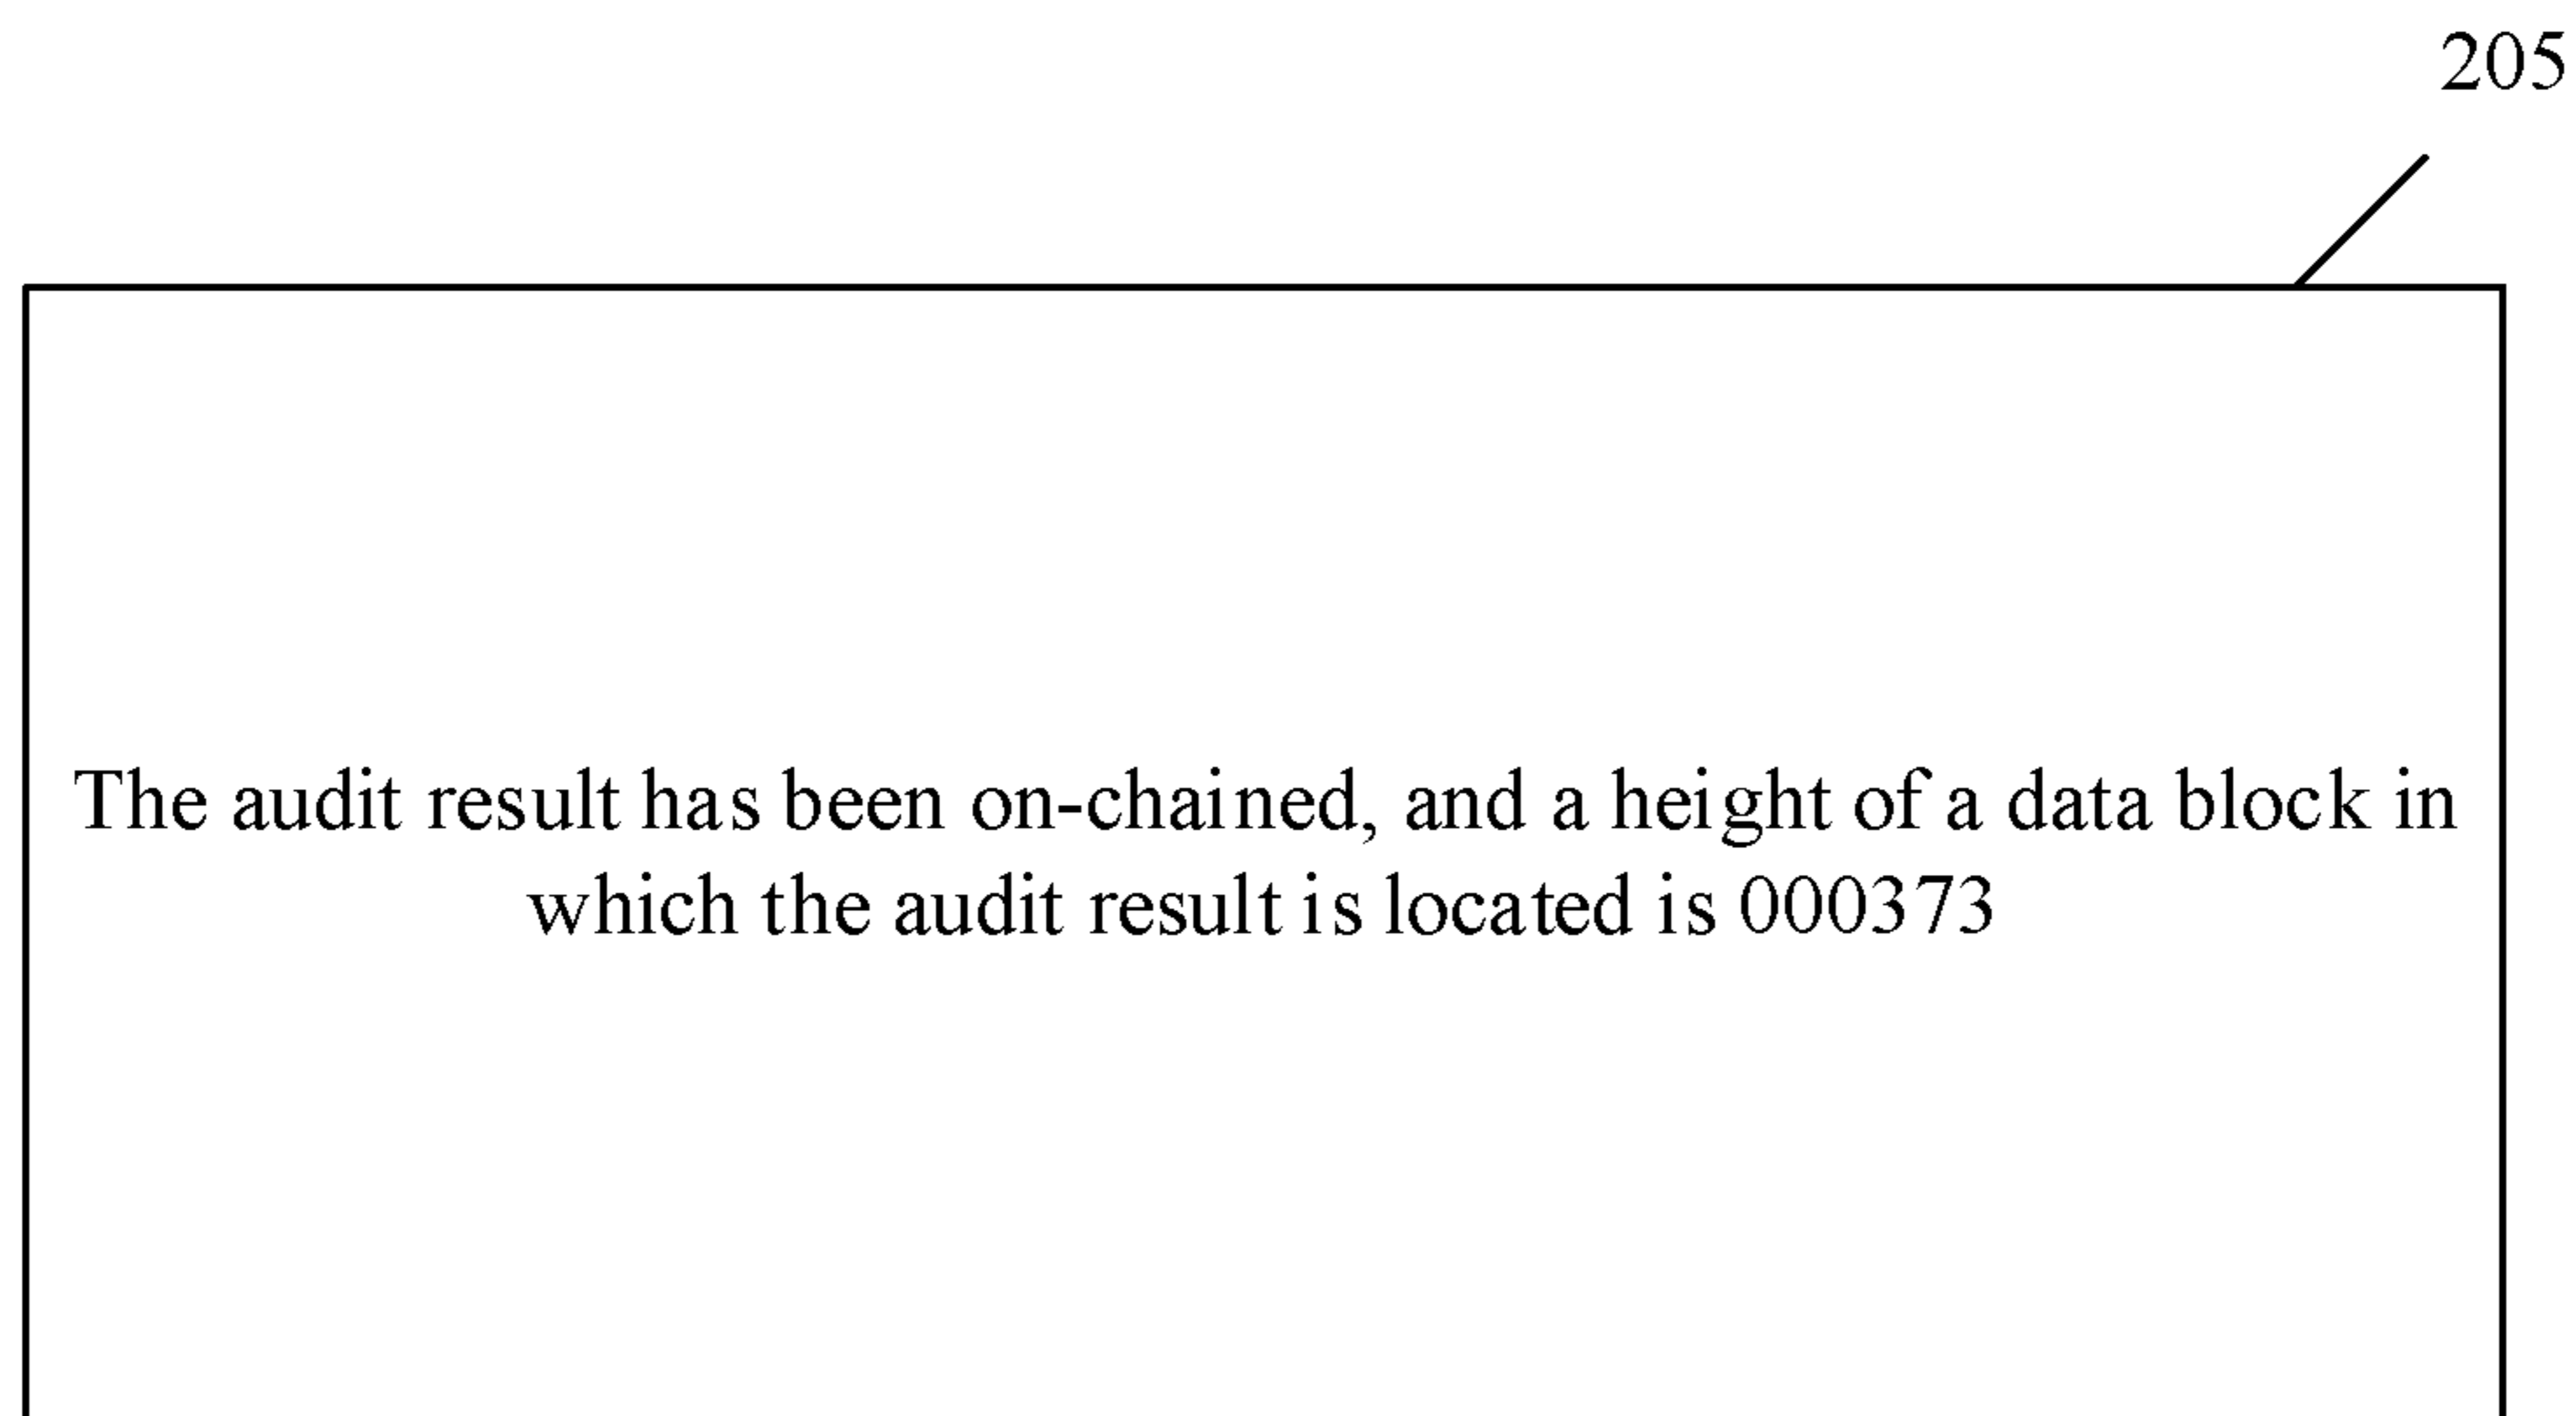 205
The audit result has been on-chained, and a height of a data block in
which the audit result is located is 000373